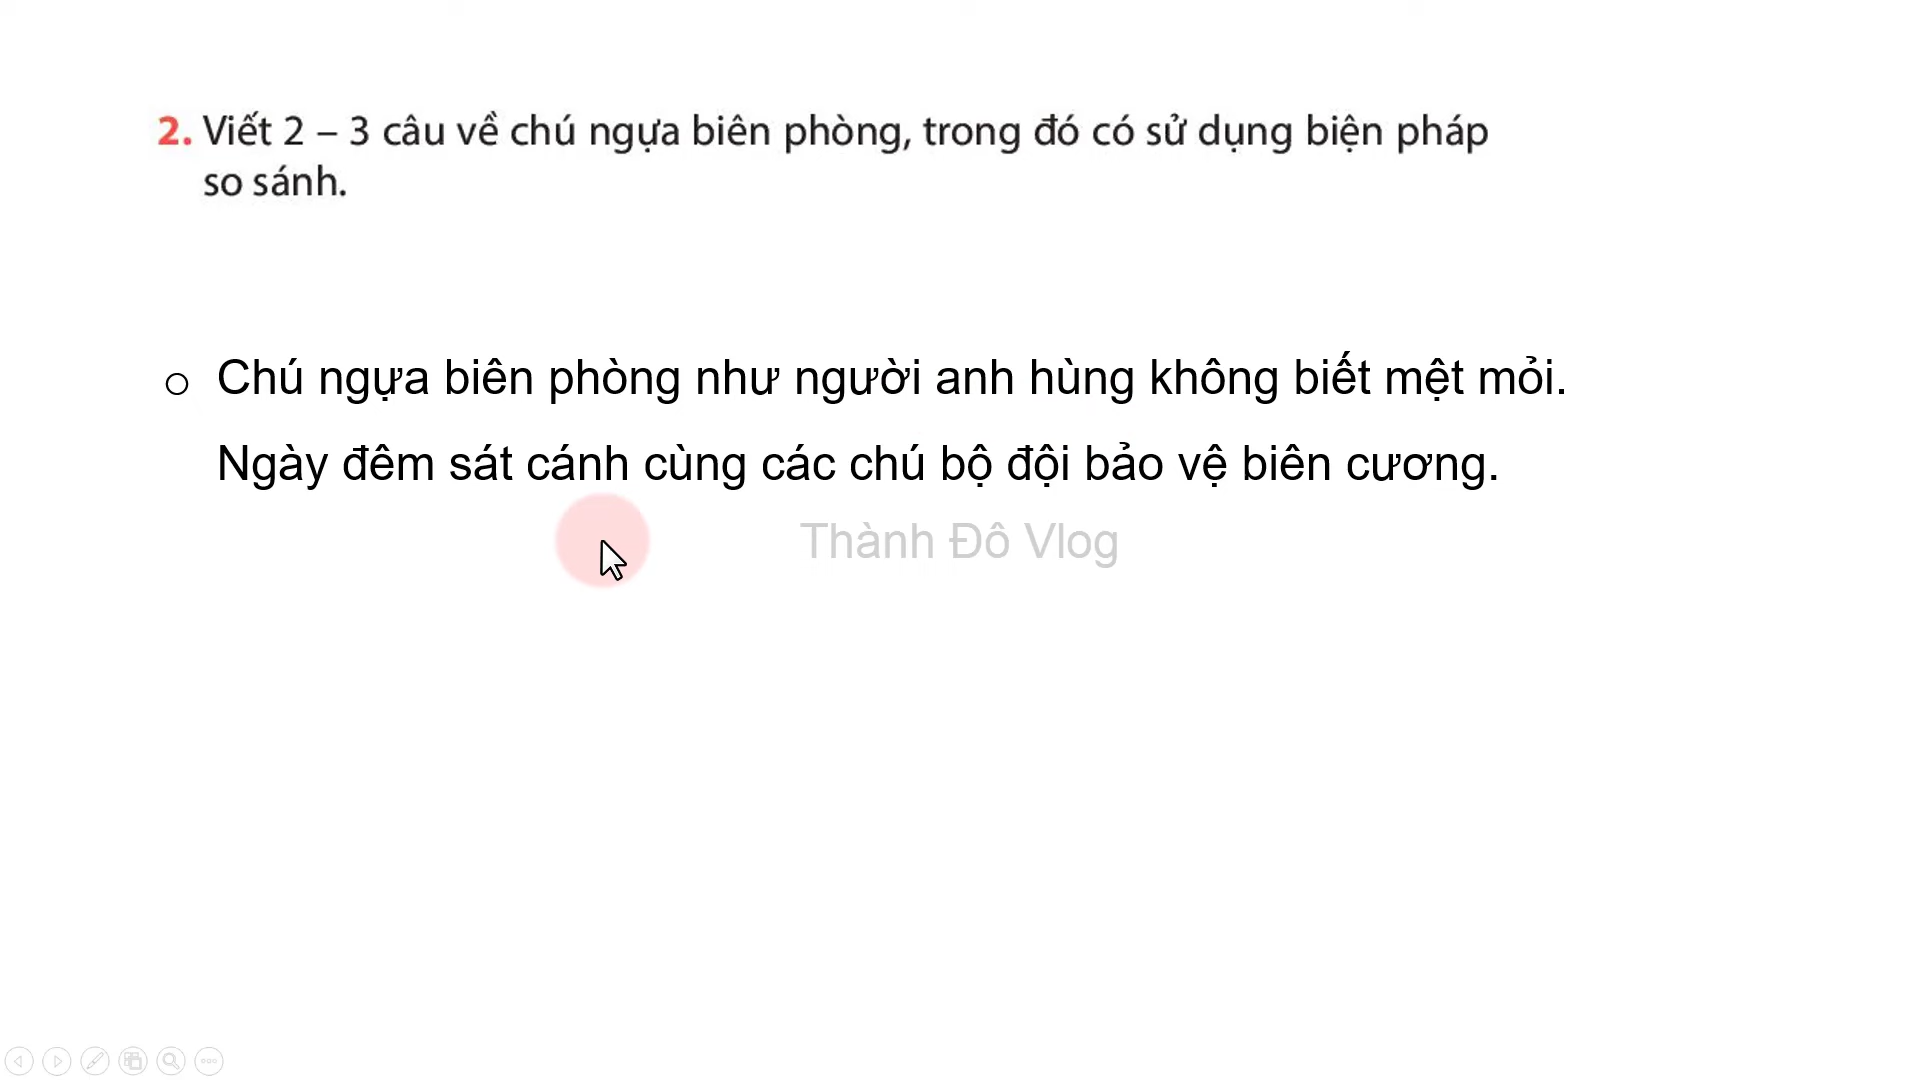 2. Viết 2 – 3 câu về chú ngựa biên phòng, trong đó có sử dụng biện pháp
so sánh.
Chú ngựa biên phòng như người anh hùng không biết mệt mỏi.
Ngày đêm sát cánh cùng các chú bộ đội bảo vệ biên cương.
Thành Đô Vlog